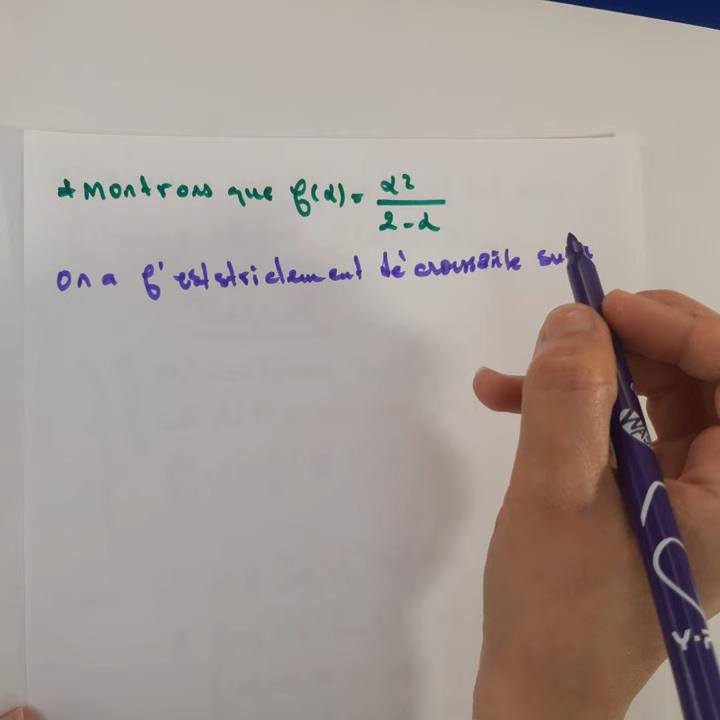 * Montrons que f(α) = α² / 2-α
on a f' est strictement décroissante sur